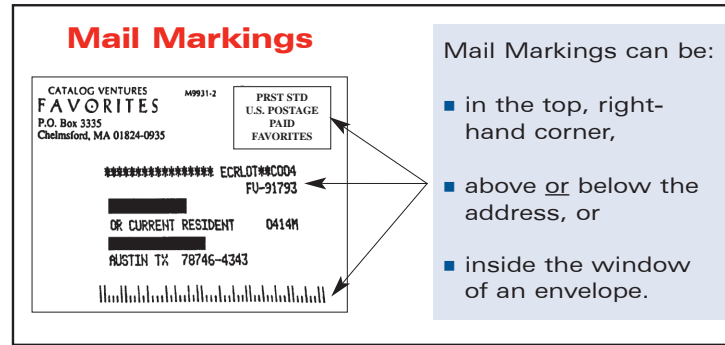 Mail Markings
CATALOG VENTURES
M9931-2
FAVORITES
P.O. Box 3335
Chelmsford, MA 01824-0935
PRST STD
U.S. POSTAGE
PAID
FAVORITES
***************** ECRLOT**C004
FV-91793
OR CURRENT RESIDENT 0414M
AUSTIN TX 78746-4343
Mail Markings can be:
■ in the top, right-
hand corner,
■ above or below the
address, or
■ inside the window
of an envelope.